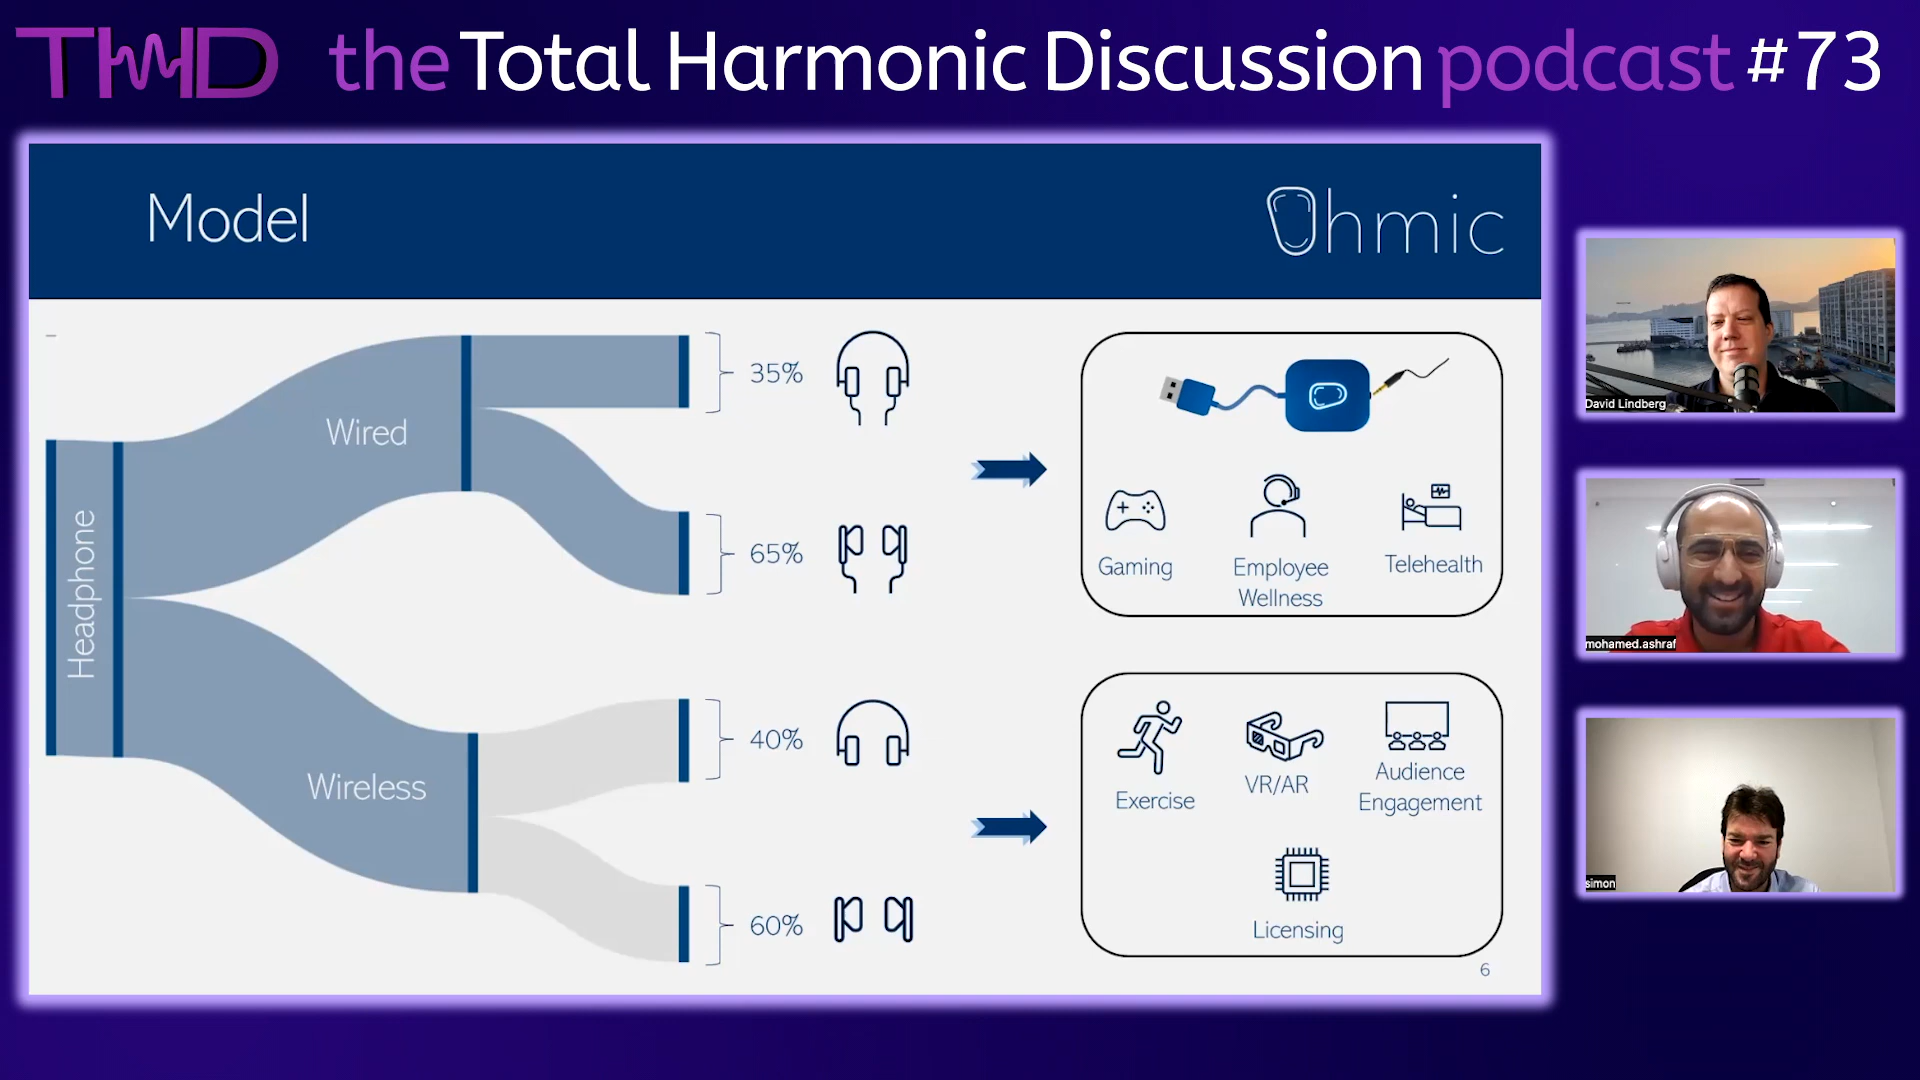 THD the Total Harmonic Discussion podcast #73
Model
Ohmic
Headphone
Wired
35%
65%
Wireless
40%
60%
Gaming
Employee
Wellness
Telehealth
Exercise
VR/AR
Audience
Engagement
Licensing
6
David Lindberg
mohamed.ashraf
simon